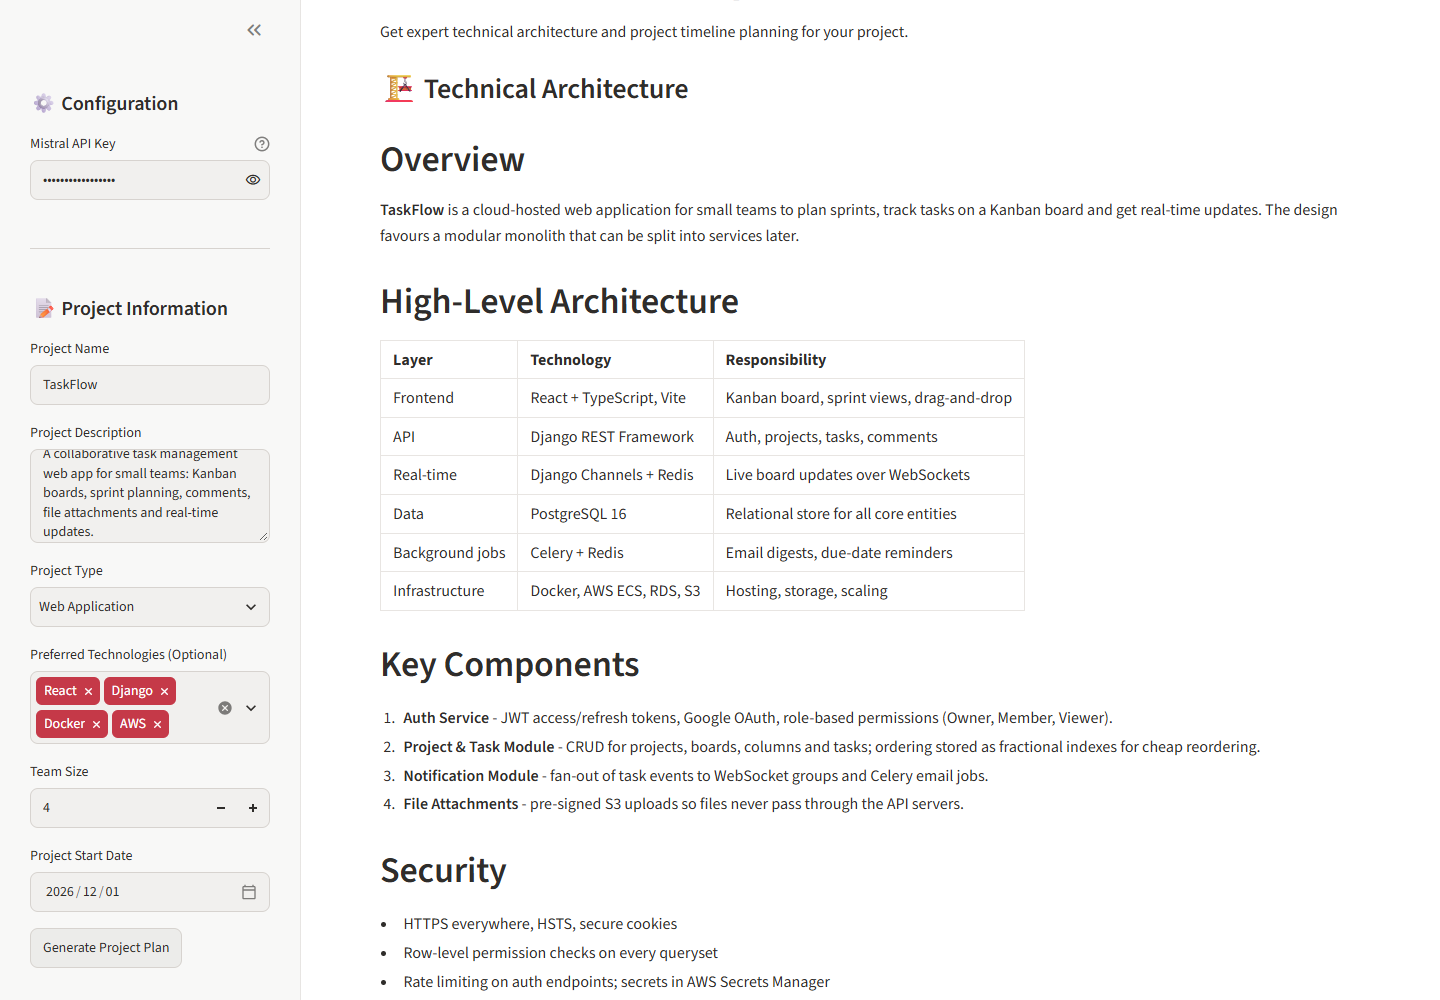 Configuration
Mistral API Key
•••••••••••••••••
Project Information
Project Name
TaskFlow
Project Description
A collaborative task management
web app for small teams: Kanban
boards, sprint planning, comments,
file attachments and real-time
updates.
Project Type
Web Application
Preferred Technologies (Optional)
React × Django ×
Docker × AWS ×
Team Size
4
Project Start Date
2026 / 12 / 01
Generate Project Plan
Get expert technical architecture and project timeline planning for your project.
Technical Architecture
Overview
TaskFlow is a cloud-hosted web application for small teams to plan sprints, track tasks on a Kanban board and get real-time updates. The design
favours a modular monolith that can be split into services later.
High-Level Architecture
Layer Technology Responsibility
Frontend React + TypeScript, Vite Kanban board, sprint views, drag-and-drop
API Django REST Framework Auth, projects, tasks, comments
Real-time Django Channels + Redis Live board updates over WebSockets
Data PostgreSQL 16 Relational store for all core entities
Background jobs Celery + Redis Email digests, due-date reminders
Infrastructure Docker, AWS ECS, RDS, S3 Hosting, storage, scaling
Key Components
1. Auth Service - JWT access/refresh tokens, Google OAuth, role-based permissions (Owner, Member, Viewer).
2. Project & Task Module - CRUD for projects, boards, columns and tasks; ordering stored as fractional indexes for cheap reordering.
3. Notification Module - fan-out of task events to WebSocket groups and Celery email jobs.
4. File Attachments - pre-signed S3 uploads so files never pass through the API servers.
Security
• HTTPS everywhere, HSTS, secure cookies
• Row-level permission checks on every queryset
• Rate limiting on auth endpoints; secrets in AWS Secrets Manager